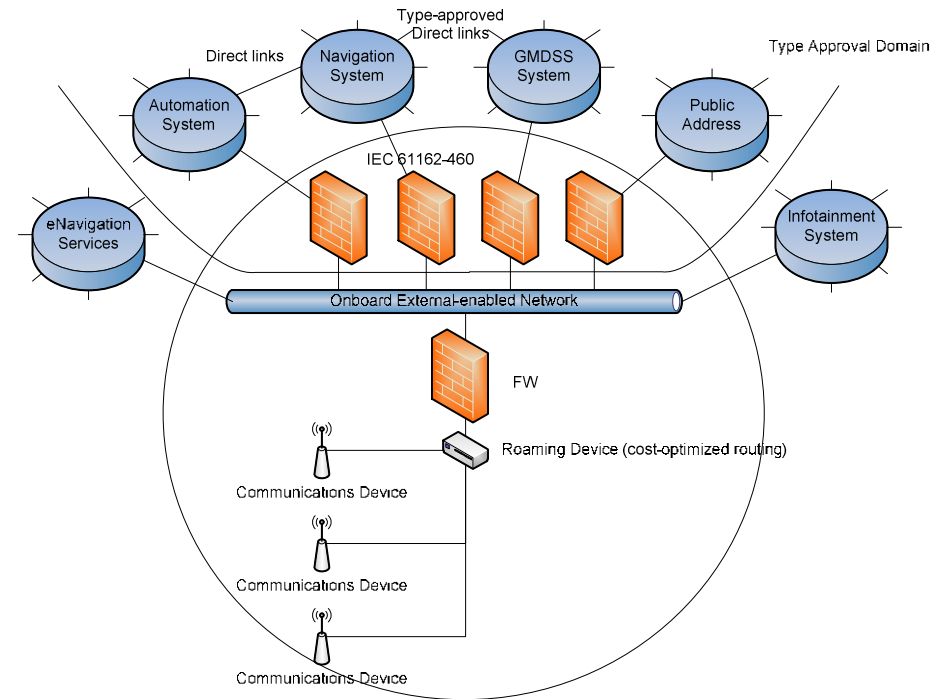 Type-approved
Direct links
Type Approval Domain
Direct links
Navigation
System
GMDSS
System
Automation
System
Public
Address
IEC 61162-460
eNavigation
Services
Infotainment
System
Onboard External-enabled Network
FW
Roaming Device (cost-optimized routing)
Communications Device
Communications Device
Communications Device